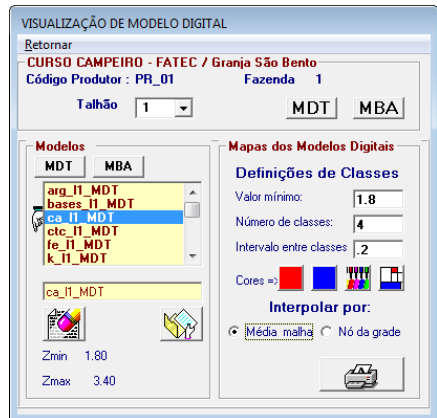 VISUALIZAÇÃO DE MODELO DIGITAL
Retornar
CURSO CAMPEIRO - FATEC / Granja São Bento
Código Produtor : PR_01 Fazenda 1
Talhão 1 MDT MBA
Modelos
MDT MBA
arg_l1_MDT
bases_l1_MDT
ca_l1_MDT
ctc_l1_MDT
fe_l1_MDT
k_l1_MDT
ca_l1_MDT
Zmin 1.80
Zmax 3.40
Mapas dos Modelos Digitais
Definições de Classes
Valor mínimo: 1.8
Número de classes: 4
Intervalo entre classes .2
Cores =>
Interpolar por:
Média malha Nó da grade